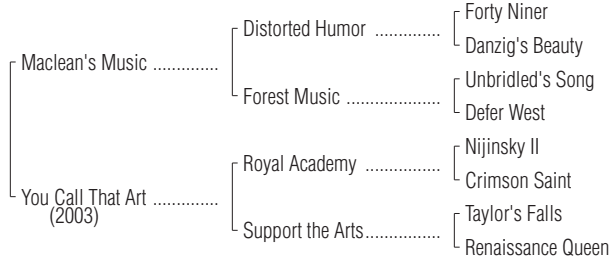 Forty Niner
Distorted Humor ..............
Danzig's Beauty
Maclean's Music ..............
Unbridled's Song
Forest Music ....................
Defer West
Nijinsky II
Royal Academy ................
Crimson Saint
You Call That Art ..............
(2003)
Taylor's Falls
Support the Arts................
Renaissance Queen